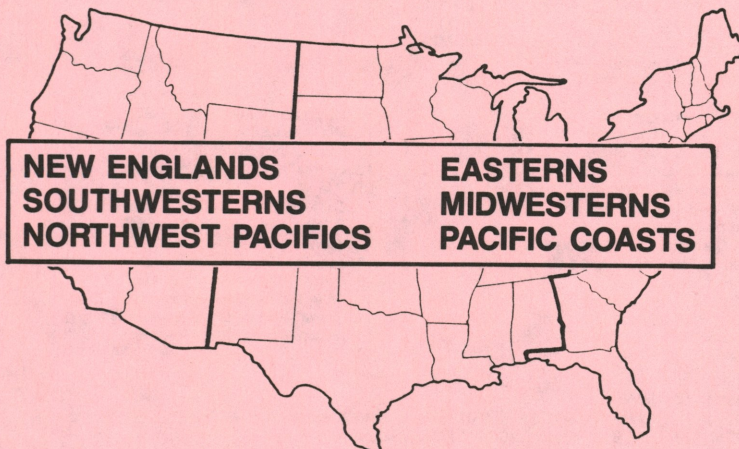 NEW ENGLANDS
SOUTHWESTERNS
NORTHWEST PACIFICS
EASTERNS
MIDWESTERNS
PACIFIC COASTS